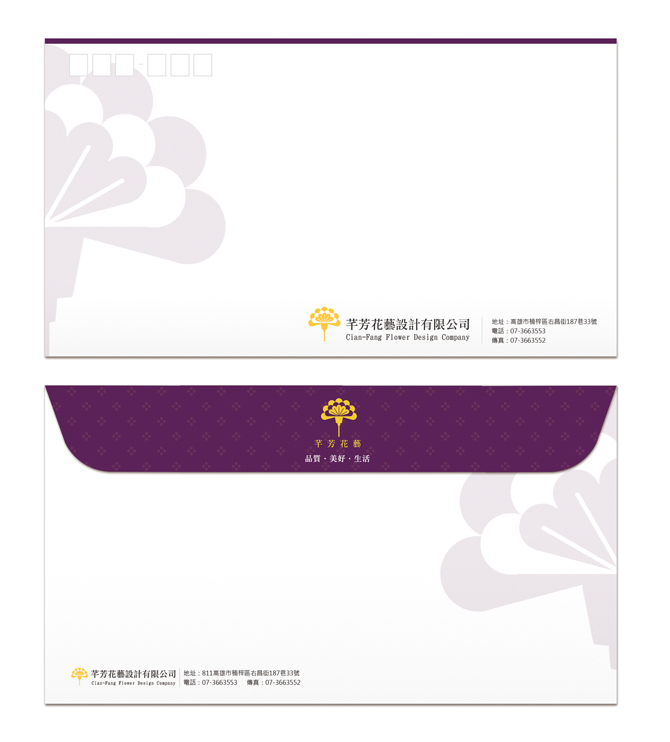 芊芳花藝設計有限公司
Cian-Fang Flower Design Company
地址：高雄市楠梓區右昌街187巷33號
電話：07-3663553
傳真：07-3663552
芊芳花藝
品質・美好・生活
芊芳花藝設計有限公司
Cian-Fang Flower Design Company
地址：811高雄市楠梓區右昌街187巷33號
電話：07-3663553 傳真：07-3663552